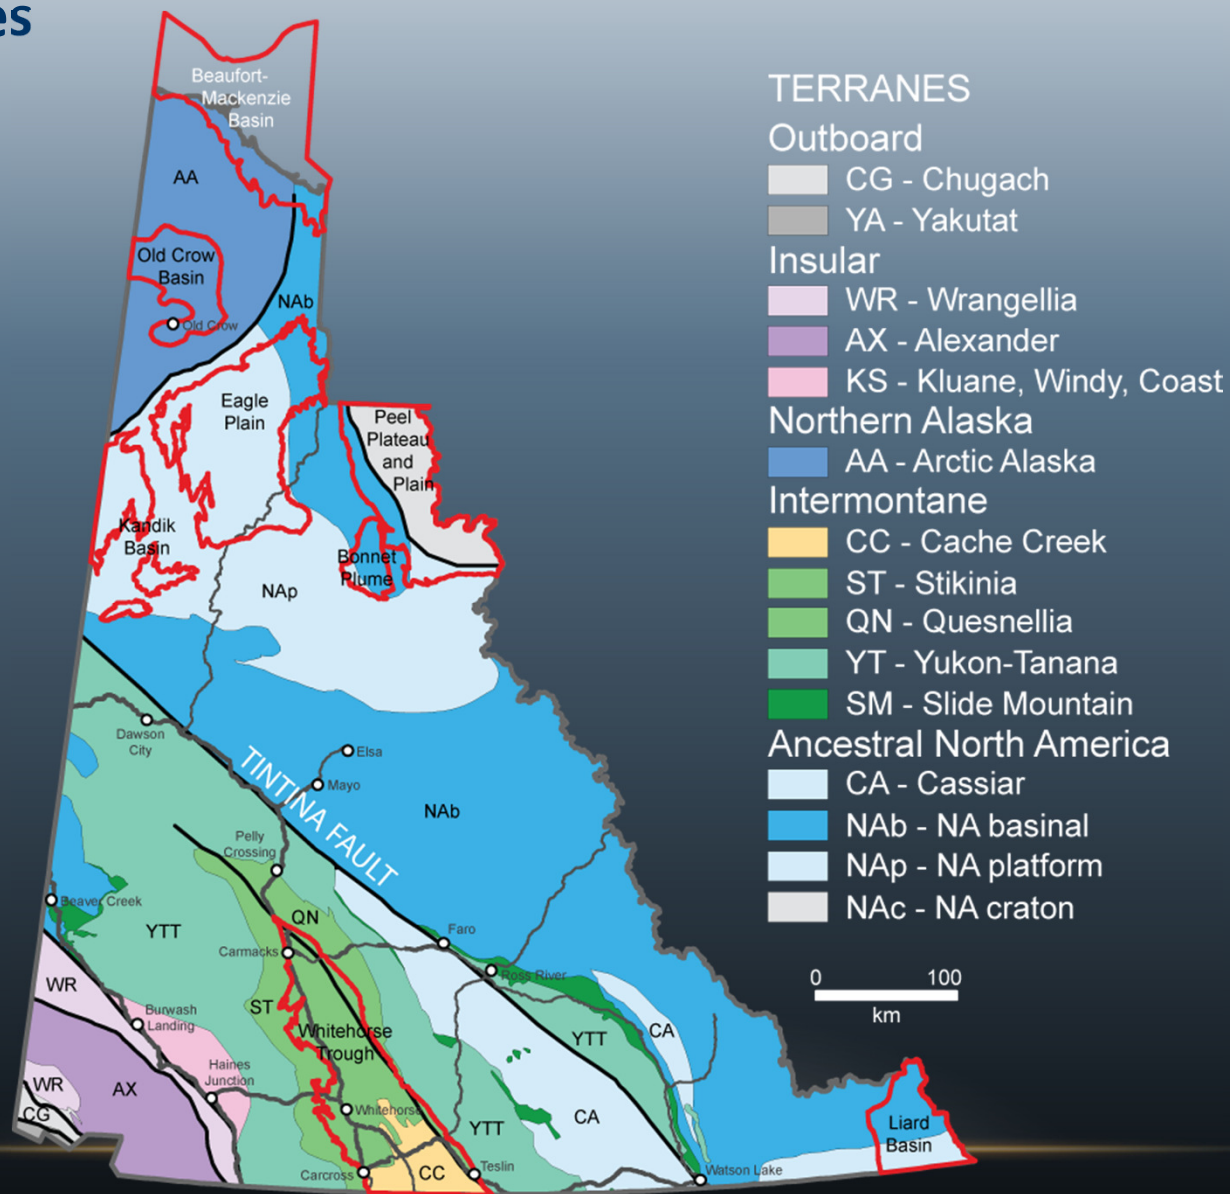 es
Beaufort-
Mackenzie
Basin
AA
Old Crow
Basin
Old Crow
NAb
Eagle
Plain
Peel
Plateau
and
Plain
Kandik
Basin
Bonnet
Plume
NAp
Dawson
City
Elsa
Mayo
TINTINA FAULT
NAb
Pelly
Crossing
Beaver Creek
QN
YTT
Faro
Carmacks
Ross River
WR
ST
Burwash
Landing
Whitehorse
Trough
YTT
CA
Haines
Junction
WR
AX
CG
Whitehorse
YTT
CA
Liard
Basin
Carcross
CC
Teslin
Watson Lake
TERRANES
Outboard
CG - Chugach
YA - Yakutat
Insular
WR - Wrangellia
AX - Alexander
KS - Kluane, Windy, Coast
Northern Alaska
AA - Arctic Alaska
Intermontane
CC - Cache Creek
ST - Stikinia
QN - Quesnellia
YT - Yukon-Tanana
SM - Slide Mountain
Ancestral North America
CA - Cassiar
NAb - NA basinal
NAp - NA platform
NAc - NA craton
0 100
km